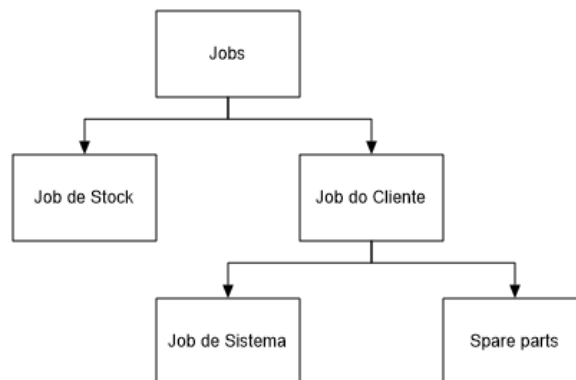 Jobs
Job de Stock
Job do Cliente
Job de Sistema
Spare parts